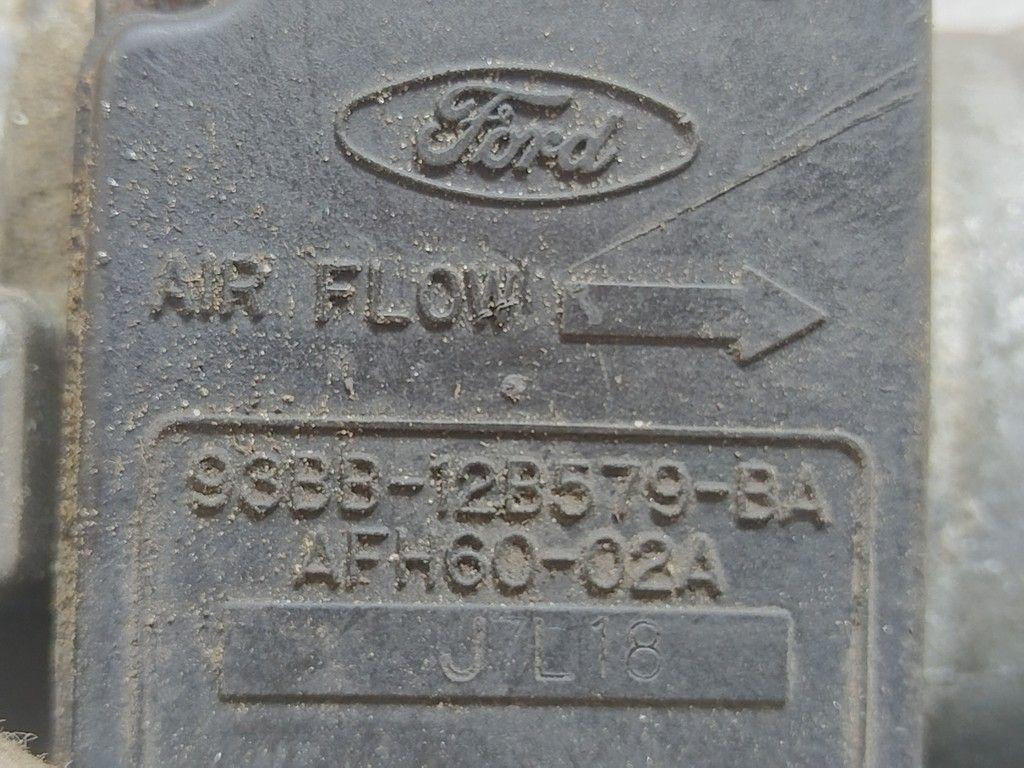 Ford
AIR FLOW
93BB-12B579-BA
AFH60-02A
J7L18